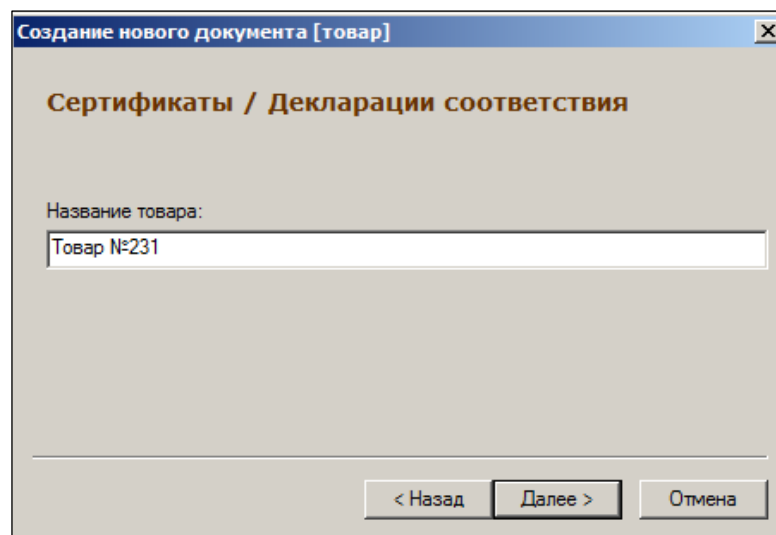 Создание нового документа [товар]
Сертификаты / Декларации соответствия
Название товара:
Товар №231
< Назад Далее > Отмена